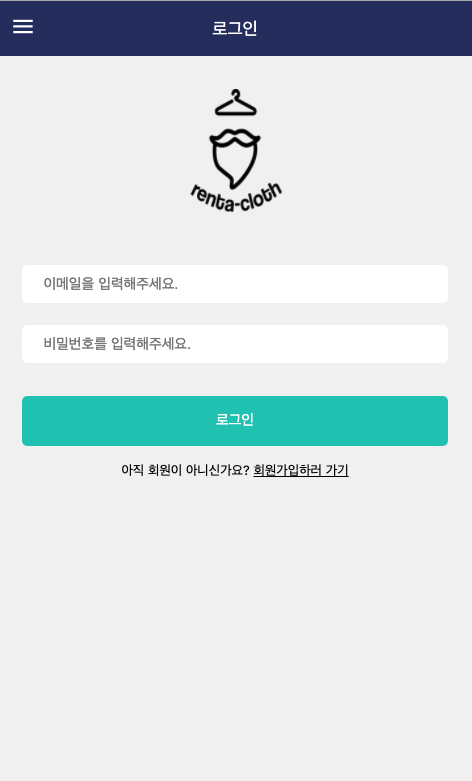 로그인
renta-cloth
이메일을 입력해주세요.
비밀번호를 입력해주세요.
로그인
아직 회원이 아니신가요? 회원가입하러 가기